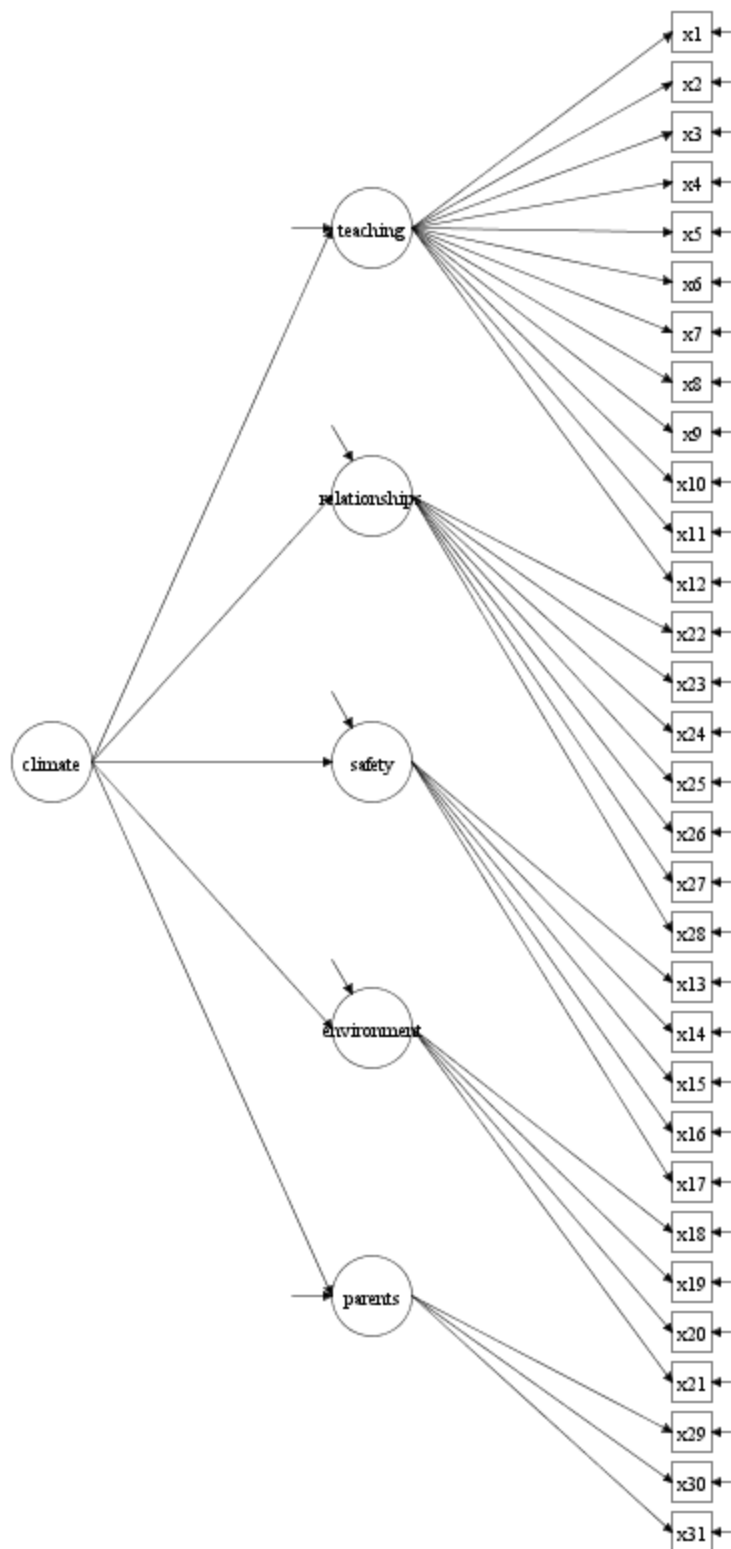 x1
x2
x3
x4
teaching
x5
x6
x7
x8
x9
x10
relationships
x11
x12
x22
x23
x24
climate
safety
x25
x26
x27
x28
x13
environment
x14
x15
x16
x17
x18
x19
parents
x20
x21
x29
x30
x31